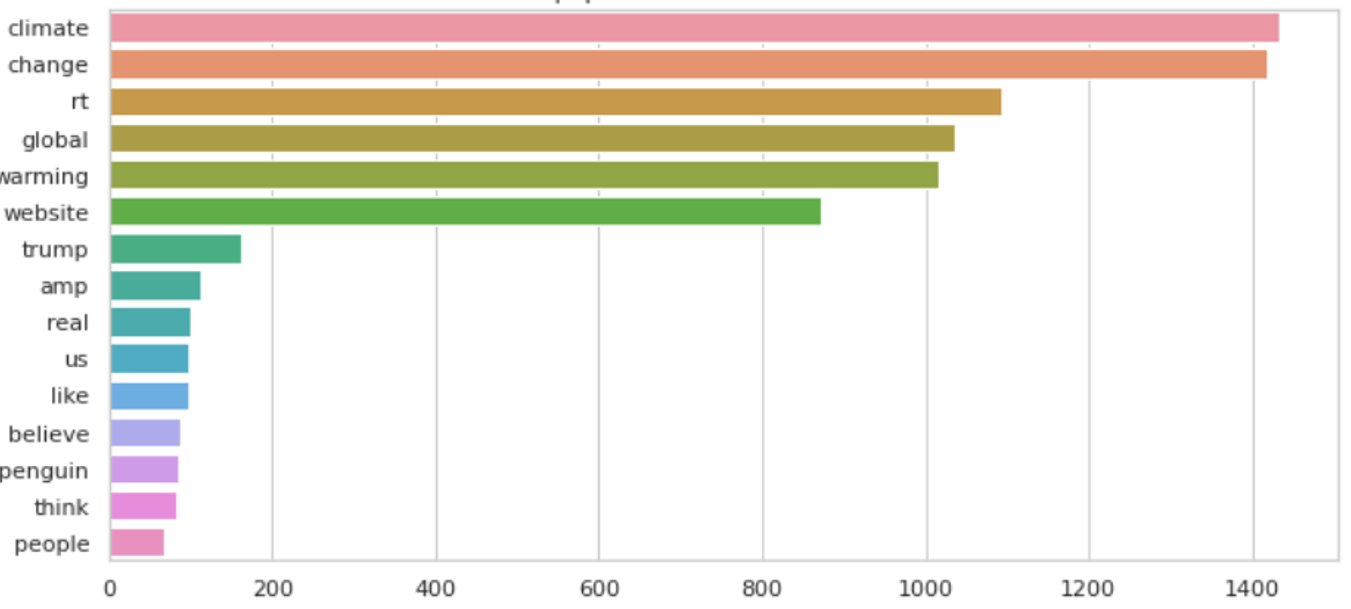 climate
change
rt
global
warming
website
trump
amp
real
us
like
believe
penguin
think
people
0 200 400 600 800 1000 1200 1400